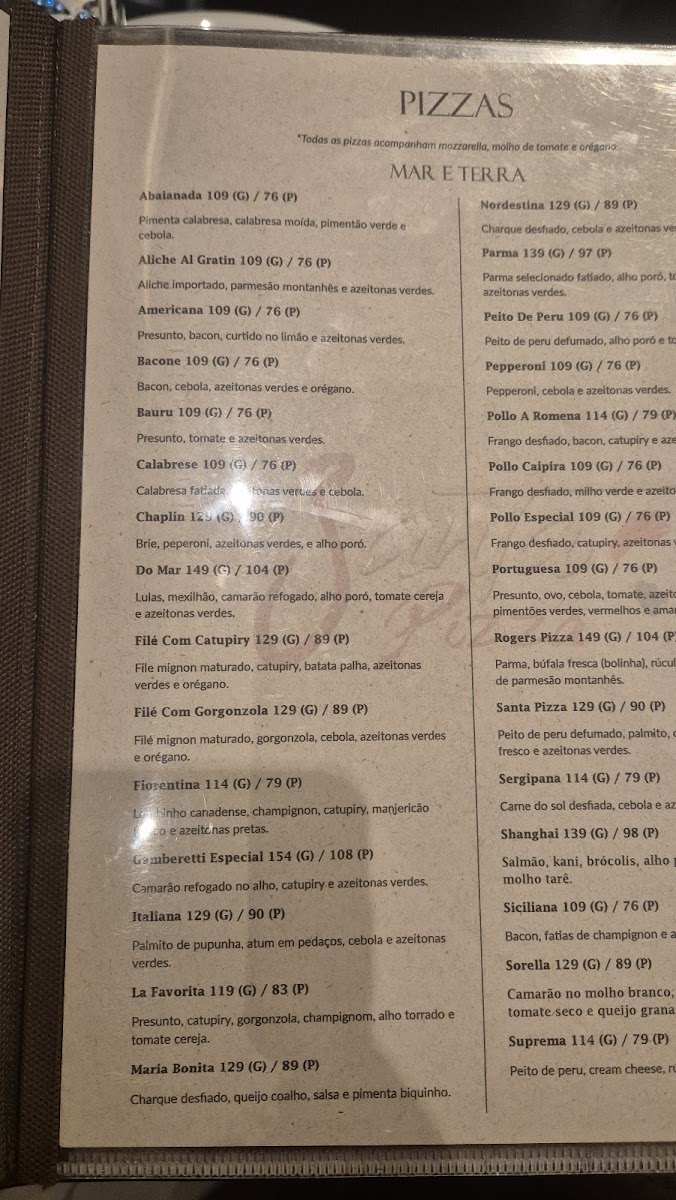 PIZZAS
*Todas as pizzas acompanham mozzarella, molho de tomate e orégano
MAR E TERRA
Abaianada 109 (G) / 76 (P)
Pimenta calabresa, calabresa moída, pimentão verde e
cebola.
Aliche Al Gratin 109 (G) / 76 (P)
Aliche importado, parmesão montanhês e azeitonas verdes.
Americana 109 (G) / 76 (P)
Presunto, bacon, curtido no limão e azeitonas verdes.
Bacone 109 (G) / 76 (P)
Bacon, cebola, azeitonas verdes e orégano.
Bauru 109 (G) / 76 (P)
Presunto, tomate e azeitonas verdes.
Calabrese 109 (G) / 76 (P)
Calabresa fatiada, azeitonas verdes e cebola.
Chaplin 129 (G) / 90 (P)
Brie, peperoni, azeitonas verdes, e alho poró.
Do Mar 149 (G) / 104 (P)
Lulas, mexilhão, camarão refogado, alho poró, tomate cereja
e azeitonas verdes.
Filé Com Catupiry 129 (G) / 89 (P)
File mignon maturado, catupiry, batata palha, azeitonas
verdes e orégano.
Filé Com Gorgonzola 129 (G) / 89 (P)
Filé mignon maturado, gorgonzola, cebola, azeitonas verdes
e orégano.
Fiorentina 114 (G) / 79 (P)
Lombinho canadense, champignon, catupiry, manjericão
fresco e azeitonas pretas.
Gamberetti Especial 154 (G) / 108 (P)
Camarão refogado no alho, catupiry e azeitonas verdes.
Italiana 129 (G) / 90 (P)
Palmito de pupunha, atum em pedaços, cebola e azeitonas
verdes.
La Favorita 119 (G) / 83 (P)
Presunto, catupiry, gorgonzola, champignom, alho torrado e
tomate cereja.
Maria Bonita 129 (G) / 89 (P)
Charque desfiado, queijo coalho, salsa e pimenta biquinho.
Nordestina 129 (G) / 89 (P)
Charque desfiado, cebola e azeitonas
Parma 139 (G) / 97 (P)
Parma selecionado fatiado, alho poró,
azeitonas verdes.
Peito De Peru 109 (G) / 76 (P)
Peito de peru defumado, alho poró e
Pepperoni 109 (G) / 76 (P)
Pepperoni, cebola e azeitonas verdes.
Pollo A Romena 114 (G) / 79 (P)
Frango desfiado, bacon, catupiry e
Pollo Caipira 109 (G) / 76 (P)
Frango desfiado, milho verde e
Pollo Especial 109 (G) / 76 (P)
Frango desfiado, catupiry, azeitonas
Portuguesa 109 (G) / 76 (P)
Presunto, ovo, cebola, tomate,
pimentões verdes, vermelhos e
Rogers Pizza 149 (G) / 104 (P)
Parma, búfala fresca (bolinha),
de parmesão montanhês.
Santa Pizza 129 (G) / 90 (P)
Peito de peru defumado, palmito,
fresco e azeitonas verdes.
Sergipana 114 (G) / 79 (P)
Carne do sol desfiada, cebola e
Shanghai 139 (G) / 98 (P)
Salmão, kani, brócolis, alho
molho tarê.
Siciliana 109 (G) / 76 (P)
Bacon, fatias de champignon e
Sorella 129 (G) / 89 (P)
Camarão no molho branco,
tomate seco e queijo grana
Suprema 114 (G) / 79 (P)
Peito de peru, cream cheese,